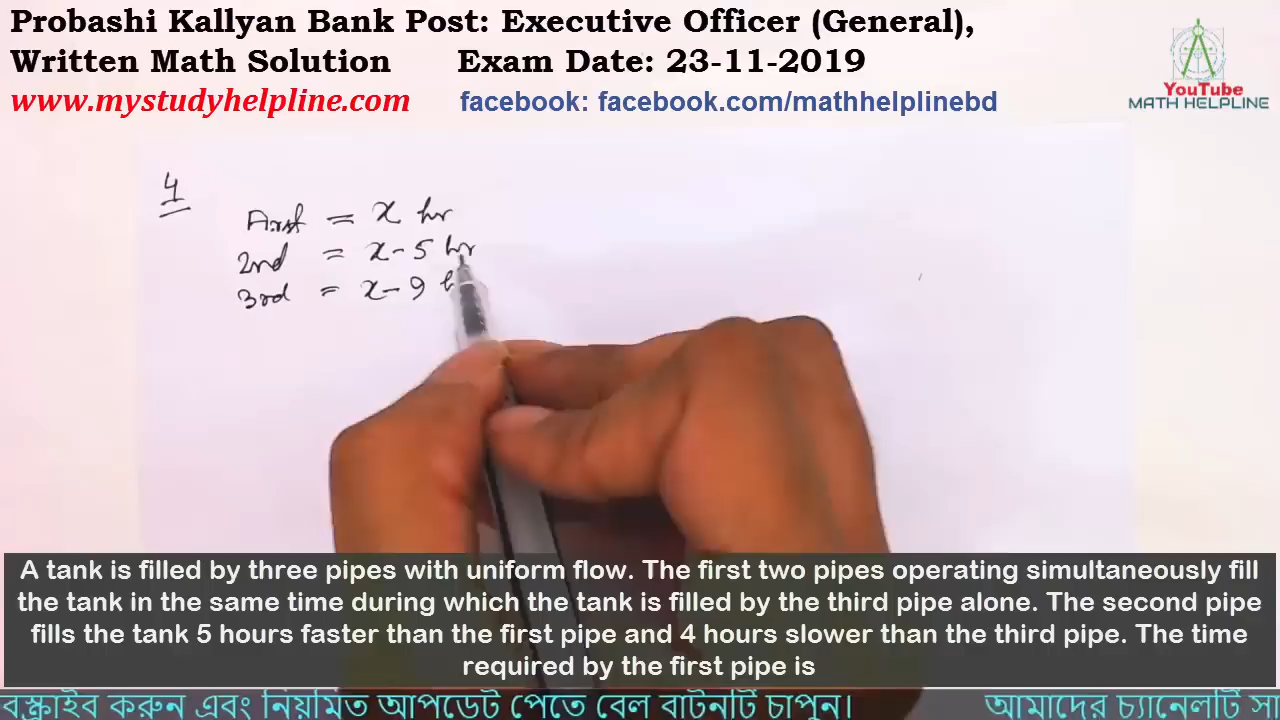 Probashi Kallyan Bank Post: Executive Officer (General),
Written Math Solution Exam Date: 23-11-2019
www.mystudyhelpline.com facebook: facebook.com/mathhelplinebd
YouTube
MATH HELPLINE
4
First = x hr
2nd = x-5 hr
3rd = x-9 h
A tank is filled by three pipes with uniform flow. The first two pipes operating simultaneously fill
the tank in the same time during which the tank is filled by the third pipe alone. The second pipe
fills the tank 5 hours faster than the first pipe and 4 hours slower than the third pipe. The time
required by the first pipe is
বস্ক্রাইব করুন এবং নিয়মিত আপডেট পেতে বেল বাটনটি চাপুন। আমাদের চ্যানেলটি সা